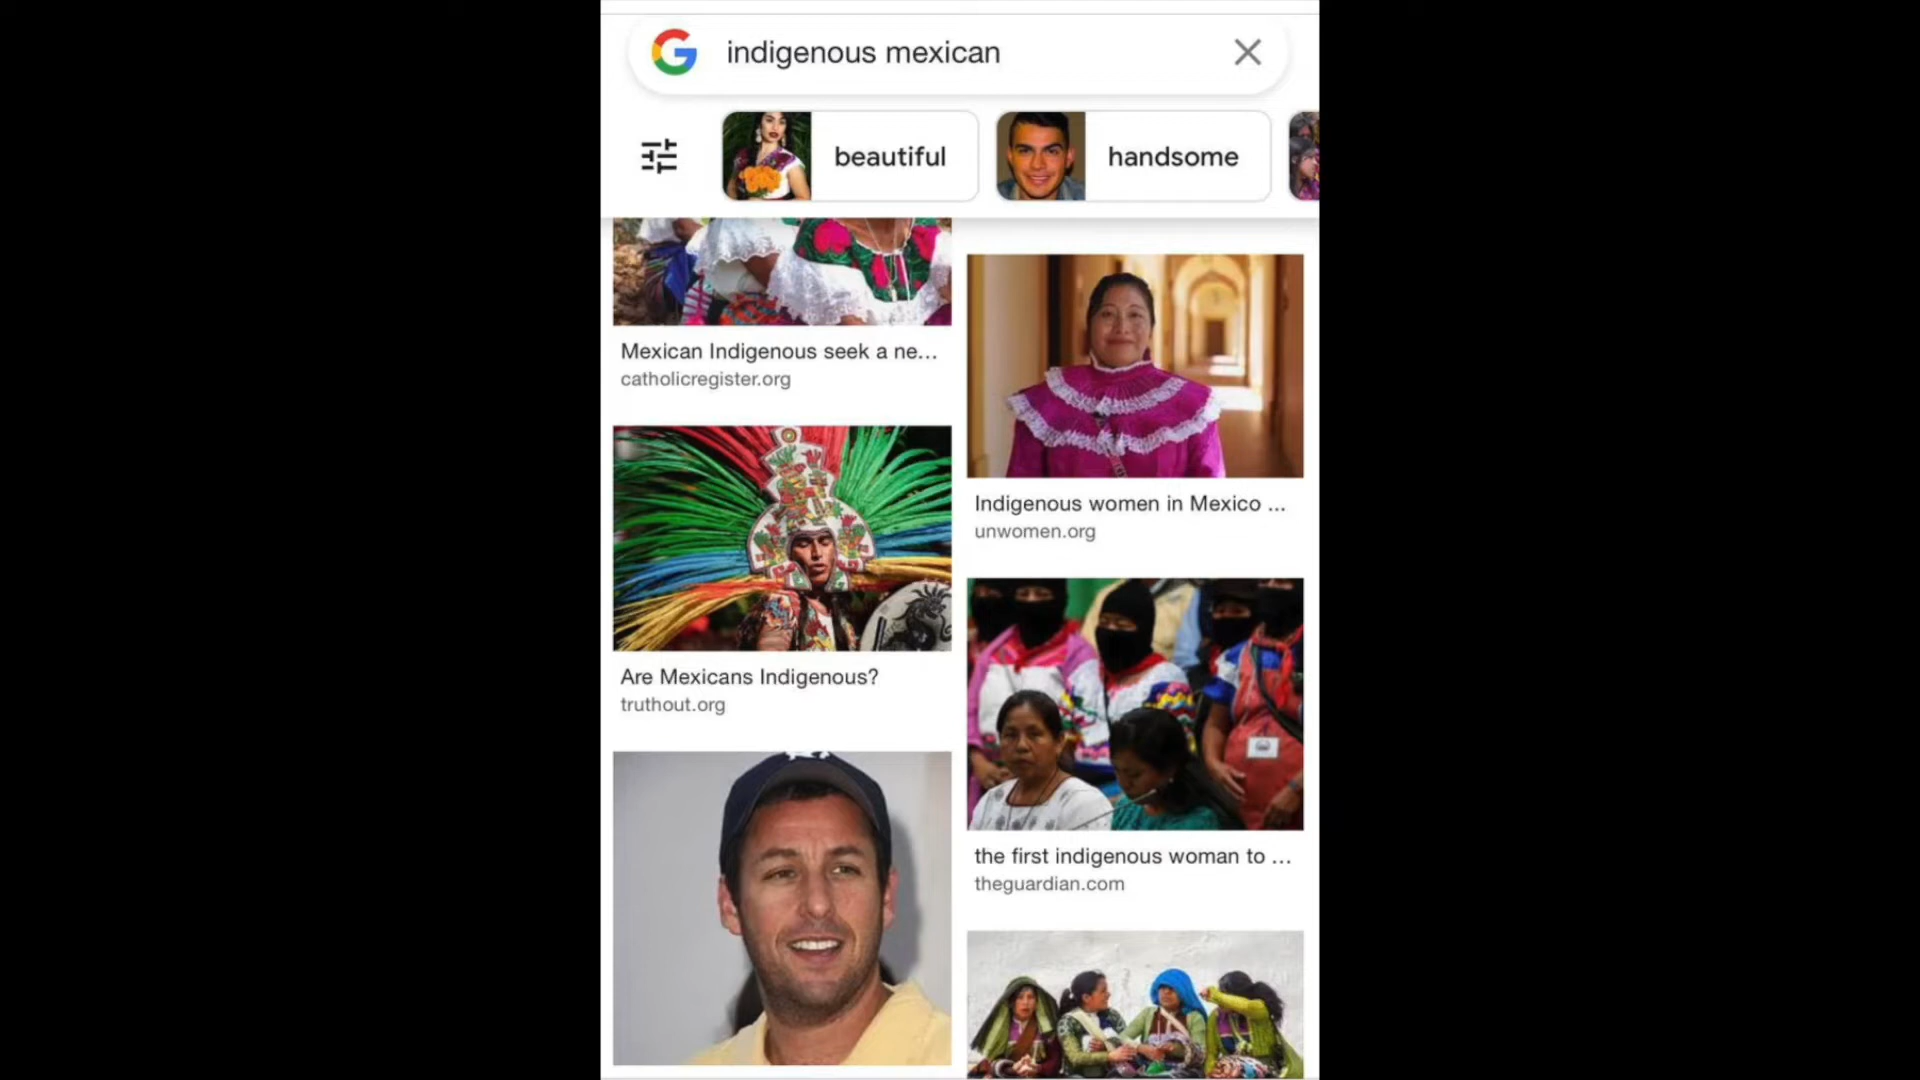 indigenous mexican
beautiful
handsome
Mexican Indigenous seek a ne...
catholicregister.org
Indigenous women in Mexico ...
unwomen.org
Are Mexicans Indigenous?
truthout.org
the first indigenous woman to ...
theguardian.com